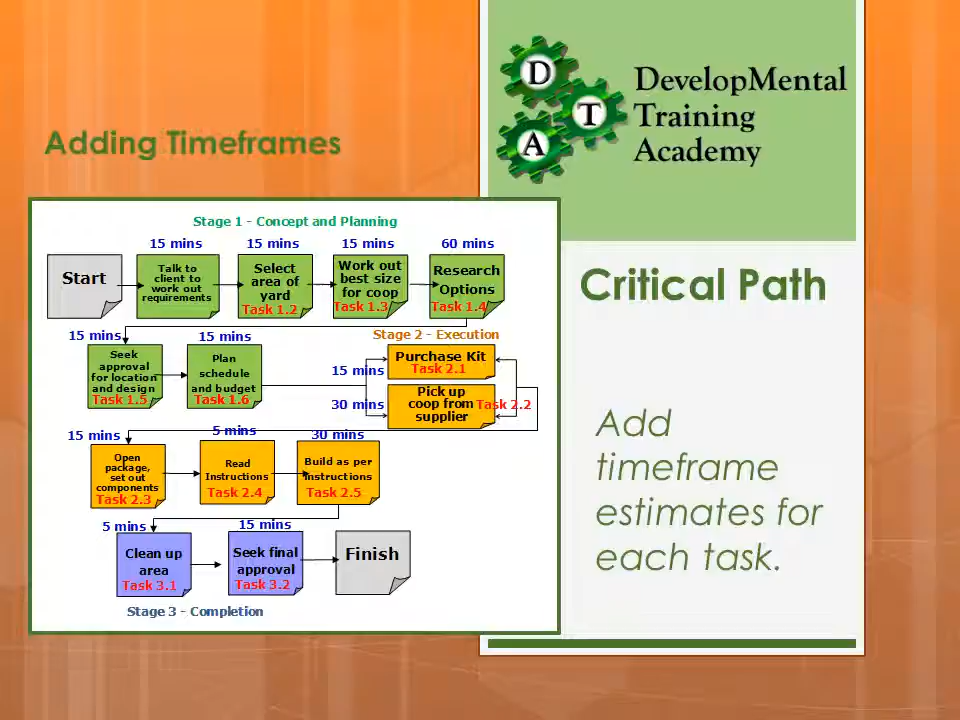 Adding Timeframes
D
T
A
DevelopMental
Training
Academy
Stage 1 - Concept and Planning
15 mins 15 mins 15 mins 60 mins
Start
Talk to
client to
work out
requirements
Select
area of
yard
Task 1.2
Work out
best size
for coop
Task 1.3
Research
Options
Task 1.4
15 mins 15 mins
Seek
approval
for location
and design
Task 1.5
Plan
schedule
and budget
Task 1.6
Stage 2 - Execution
15 mins
Purchase Kit
Task 2.1
30 mins
Pick up
coop from
supplier
Task 2.2
15 mins 5 mins 30 mins
Open
package,
set out
components
Task 2.3
Read
Instructions
Task 2.4
Build as per
instructions
Task 2.5
5 mins 15 mins
Clean up
area
Task 3.1
Seek final
approval
Task 3.2
Finish
Stage 3 - Completion
Critical Path
Add
timeframe
estimates for
each task.